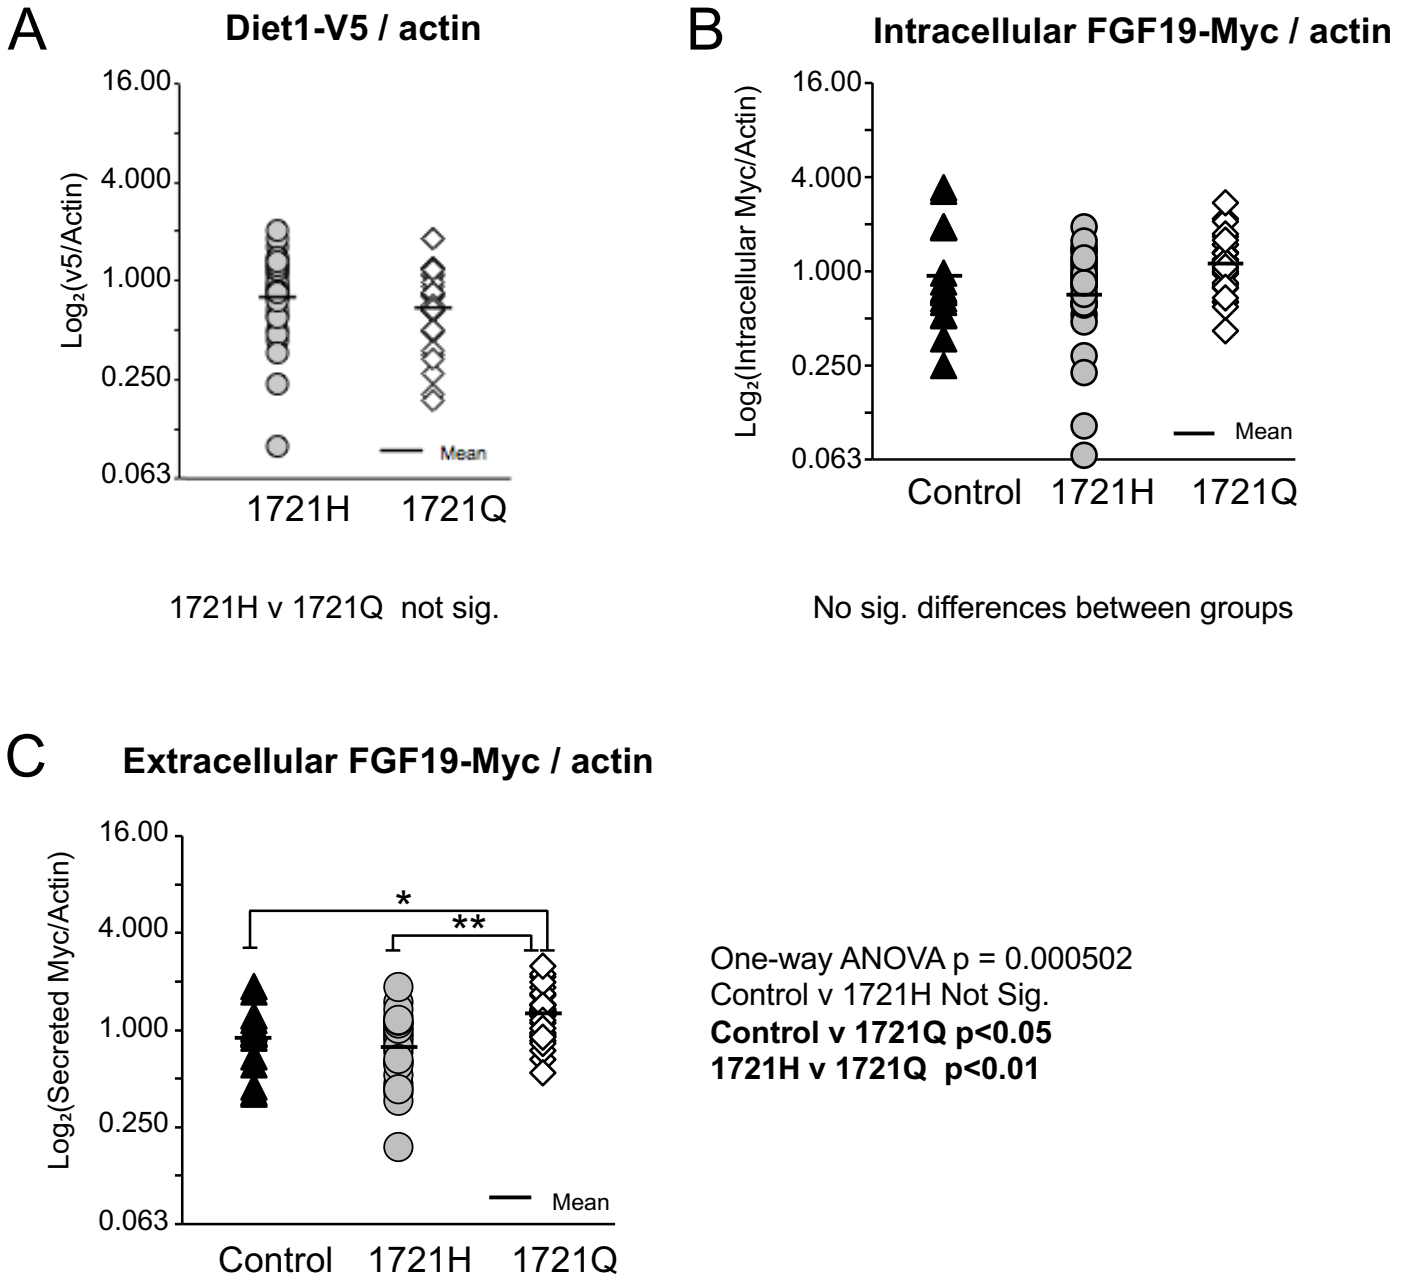 A
Diet1-V5 / actin
16.00
4.000
1.000
0.250
0.063
Log₂(v5/Actin)
Mean
1721H 1721Q
1721H v 1721Q not sig.
B
Intracellular FGF19-Myc / actin
16.00
4.000
1.000
0.250
0.063
Log₂(Intracellular Myc/Actin)
Mean
Control 1721H 1721Q
No sig. differences between groups
C
Extracellular FGF19-Myc / actin
16.00
4.000
1.000
0.250
0.063
Log₂(Secreted Myc/Actin)
*
**
Mean
Control 1721H 1721Q
One-way ANOVA p = 0.000502
Control v 1721H Not Sig.
Control v 1721Q p<0.05
1721H v 1721Q p<0.01